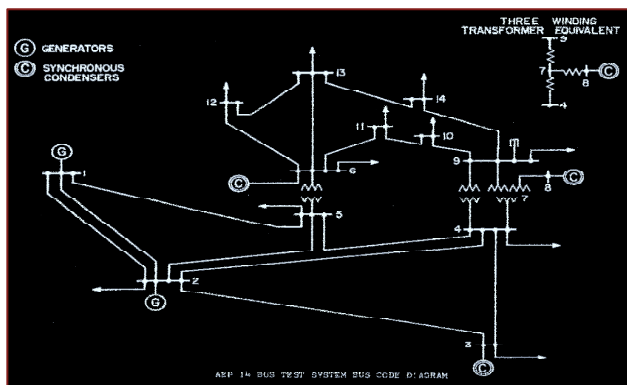 THREE WINDING
TRANSFORMER EQUIVALENT
9
7
8
C
4
G GENERATORS
C SYNCHRONOUS
CONDENSERS
13
14
12
11
10
9
G
1
C
6
8
C
7
5
4
2
G
3
C
AEP 14 BUS TEST SYSTEM BUS CODE DIAGRAM